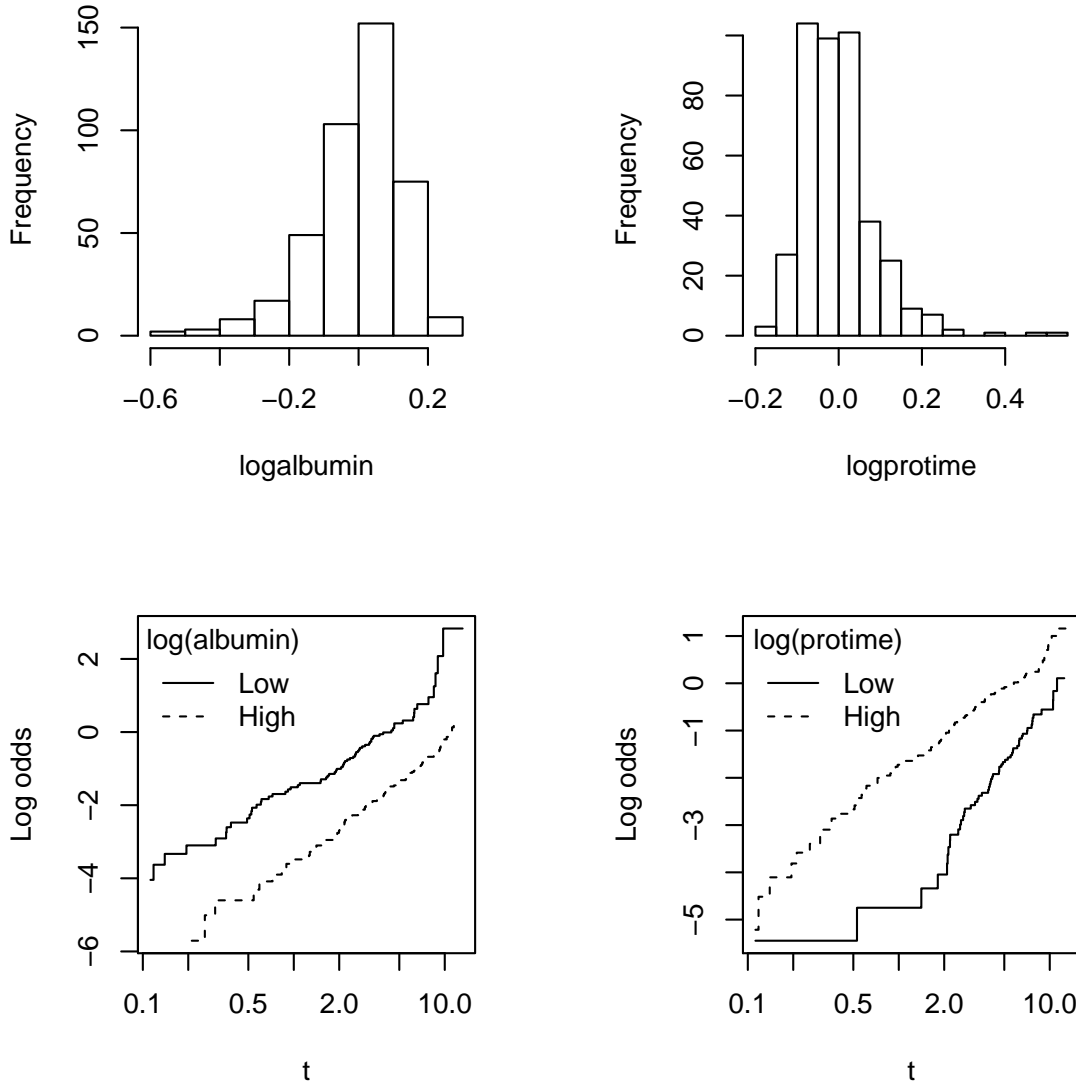 Frequency
150
100
50
0
−0.6 −0.2 0.2
logalbumin
Frequency
80
60
40
20
0
−0.2 0.0 0.2 0.4
logprotime
log(albumin)
Low
High
Log odds
2
0
−2
−4
−6
0.1 0.5 2.0 10.0
t
log(protime)
Low
High
Log odds
1
0
−1
−3
−5
0.1 0.5 2.0 10.0
t